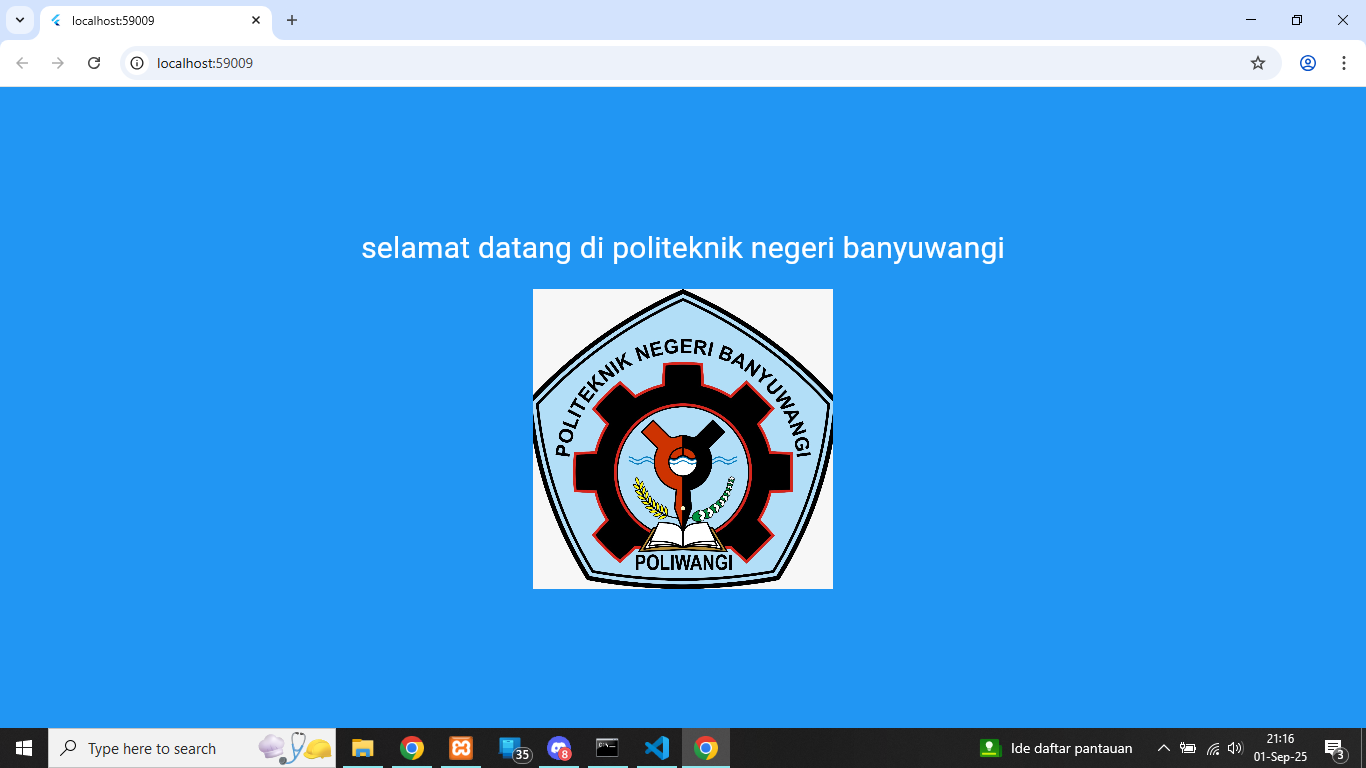 localhost:59009
localhost:59009
selamat datang di politeknik negeri banyuwangi
POLITEKNIK NEGERI BANYUWANGI
POLIWANGI
Type here to search
35
8
Ide daftar pantauan
21:16
01-Sep-25
3